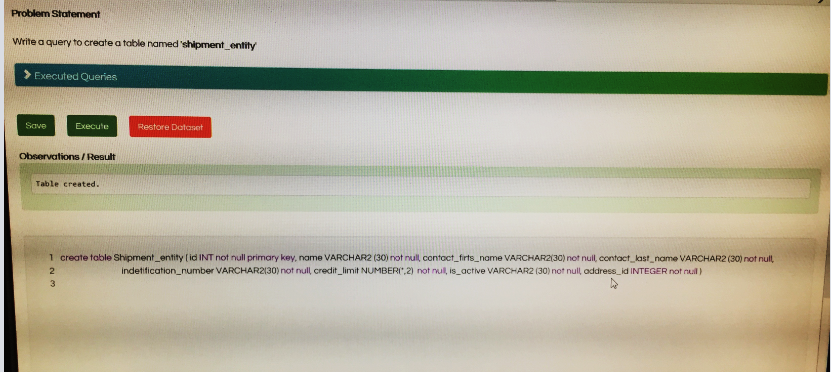 Problem Statement
Write a query to create a table named 'shipment_entity'
Executed Queries
Save Execute Restore Dataset
Observations / Result
Table created.
1 create table Shipment_entity ( id INT not null primary key, name VARCHAR2 (30) not null, contact_firts_name VARCHAR2(30) not null, contact_last_name VARCHAR2 (30) not null,
2 indetification_number VARCHAR2(30) not null, credit_limit NUMBER(*,2) not null, is_active VARCHAR2 (30) not null, address_id INTEGER not null )
3